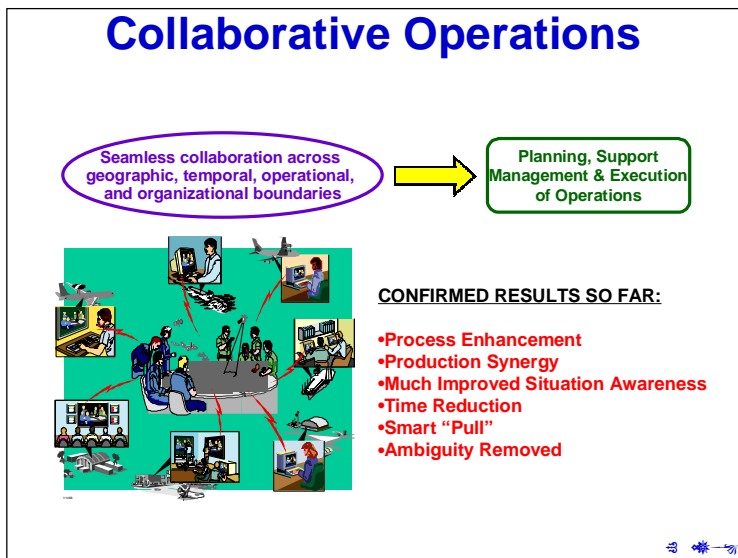 Collaborative Operations
Seamless collaboration across
geographic, temporal, operational,
and organizational boundaries
Planning, Support
Management & Execution
of Operations
CONFIRMED RESULTS SO FAR:
•Process Enhancement
•Production Synergy
•Much Improved Situation Awareness
•Time Reduction
•Smart “Pull”
•Ambiguity Removed